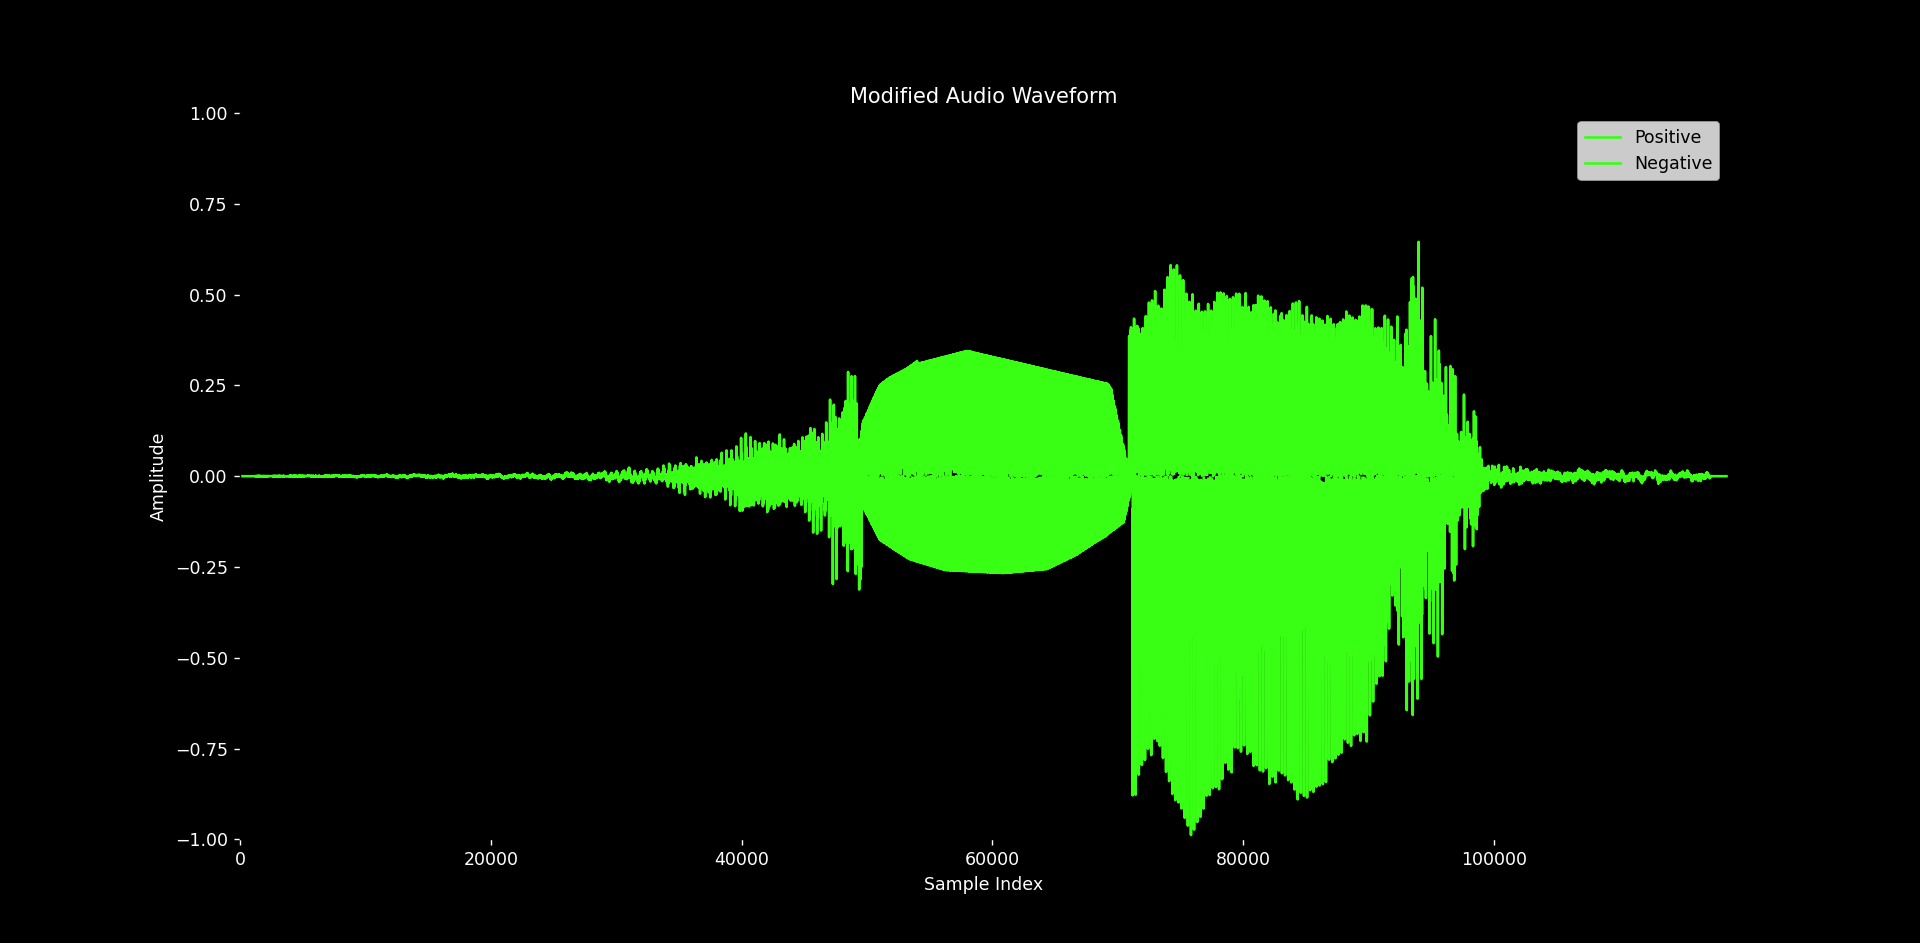 Modified Audio Waveform
1.00
0.75
0.50
0.25
0.00
−0.25
−0.50
−0.75
−1.00
Amplitude
Positive
Negative
0 20000 40000 60000 80000 100000
Sample Index